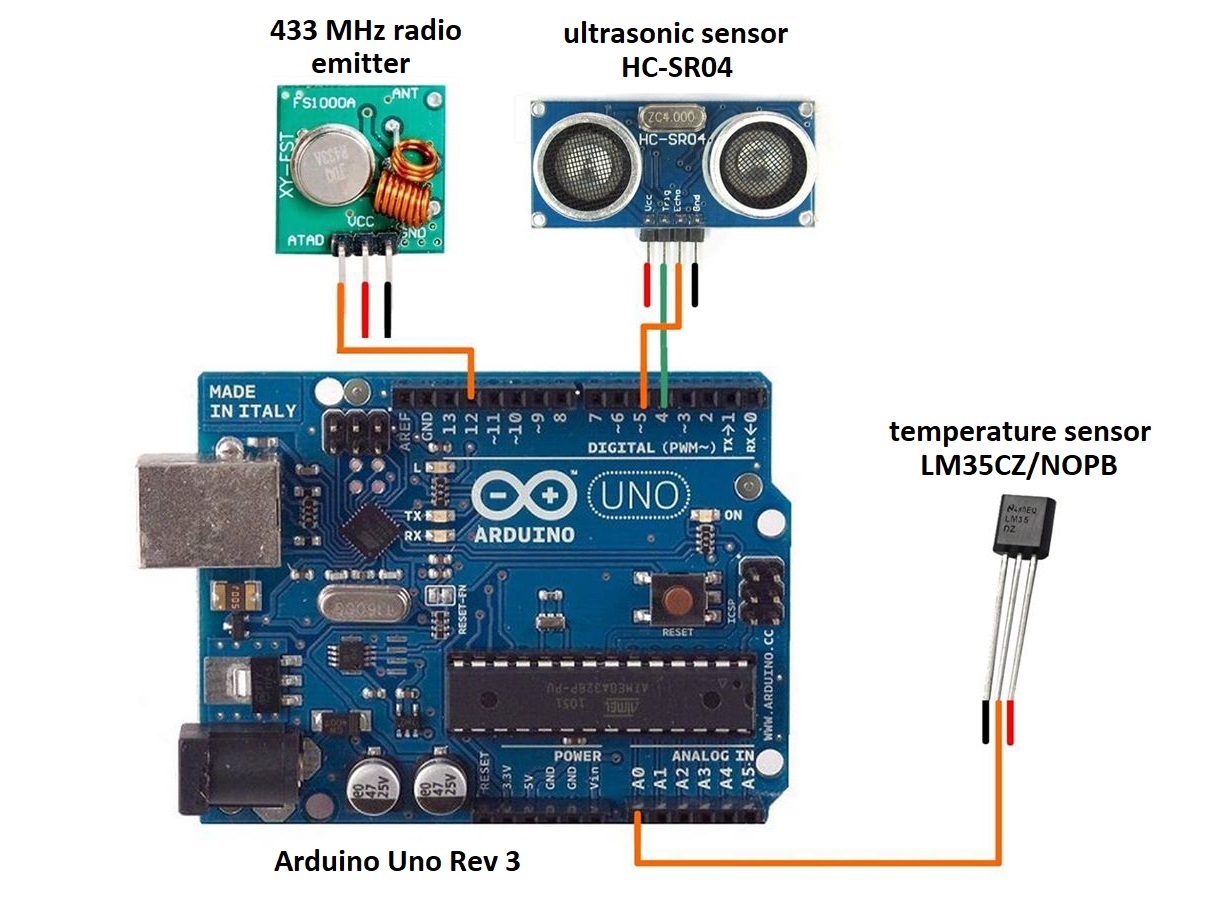 433 MHz radio
emitter
ultrasonic sensor
HC-SR04
FS1000A
ANT
XY-FST
VCC
GND
ATAD
ZC4.000
HC-SR04
Vcc
Trig
Echo
Gnd
MADE
IN ITALY
AREF
GND
13
12
~11
~10
~9
8
7
~6
~5
4
~3
2
TX→1
RX←0
DIGITAL (PWM~)
L
TX
RX
ARDUINO
UNO
ON
temperature sensor
LM35CZ/NOPB
LM35
DZ
RESET-EN
RESET
ICSP
ATMEGA328P-PU
ATMEL
1051
WWW.ARDUINO.CC
POWER
ANALOG IN
RESET
3.3V
5V
GND
GND
Vin
A0
A1
A2
A3
A4
A5
47
25V
47
25V
Arduino Uno Rev 3